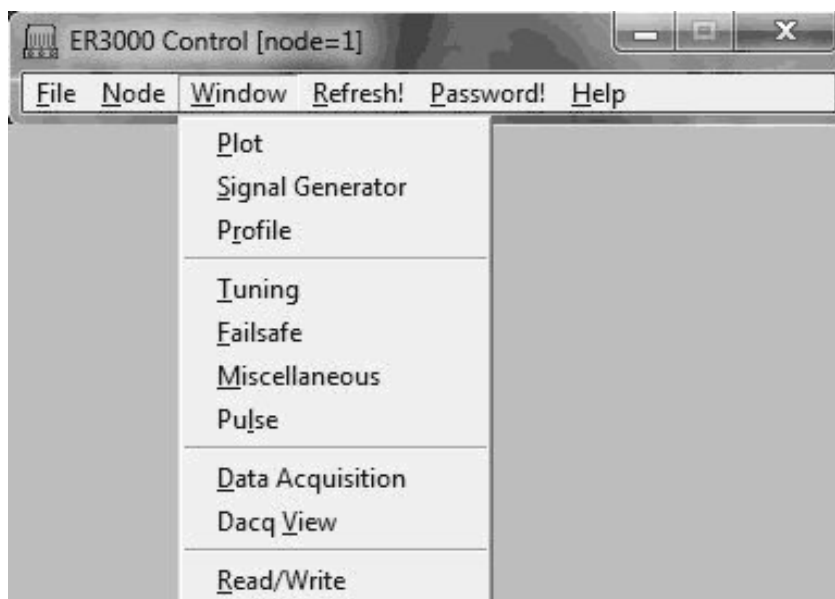 ER3000 Control [node=1]
File Node Window Refresh! Password! Help
Plot
Signal Generator
Profile
Tuning
Failsafe
Miscellaneous
Pulse
Data Acquisition
Dacq View
Read/Write